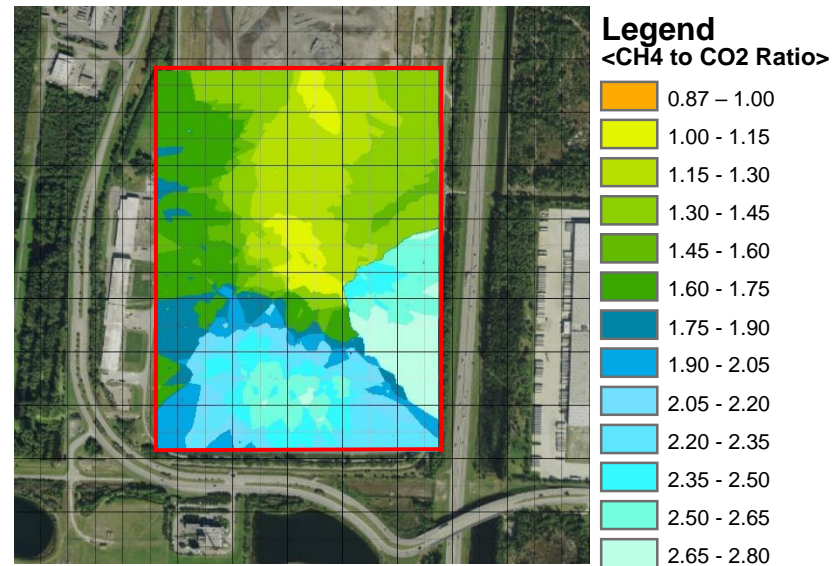 Legend
<CH4 to CO2 Ratio>
0.87 – 1.00
1.00 - 1.15
1.15 - 1.30
1.30 - 1.45
1.45 - 1.60
1.60 - 1.75
1.75 - 1.90
1.90 - 2.05
2.05 - 2.20
2.20 - 2.35
2.35 - 2.50
2.50 - 2.65
2.65 - 2.80